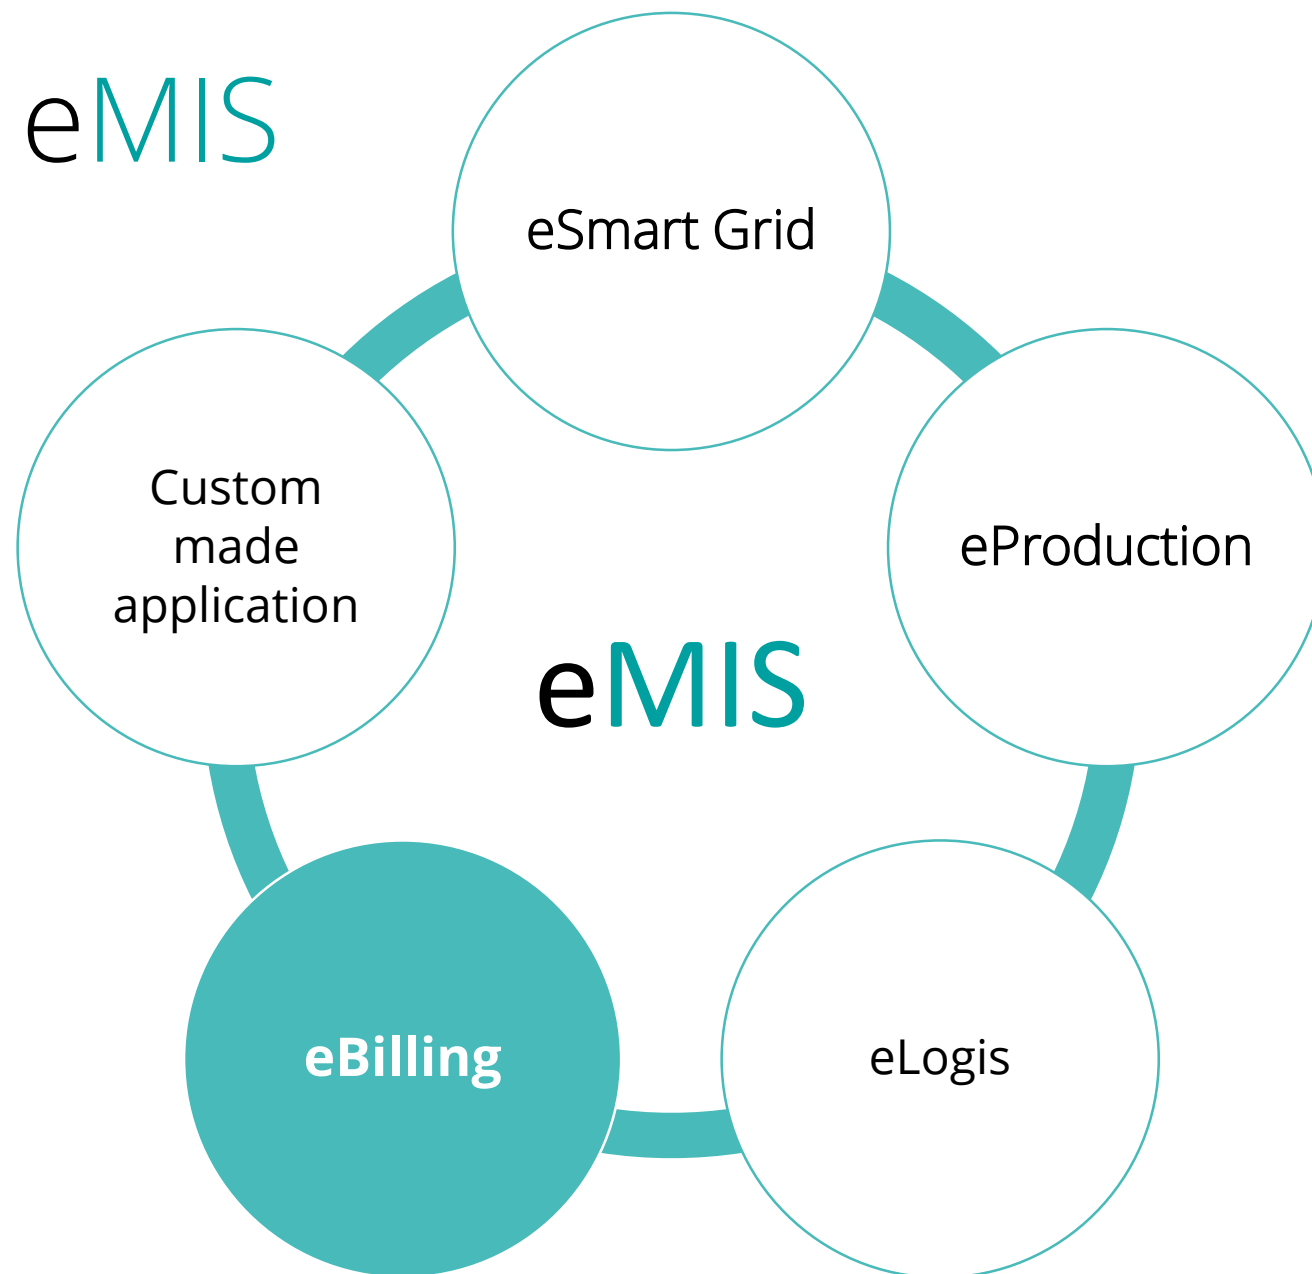 eMIS
eSmart Grid
Custom
made
application
eProduction
eMIS
eBilling
eLogis